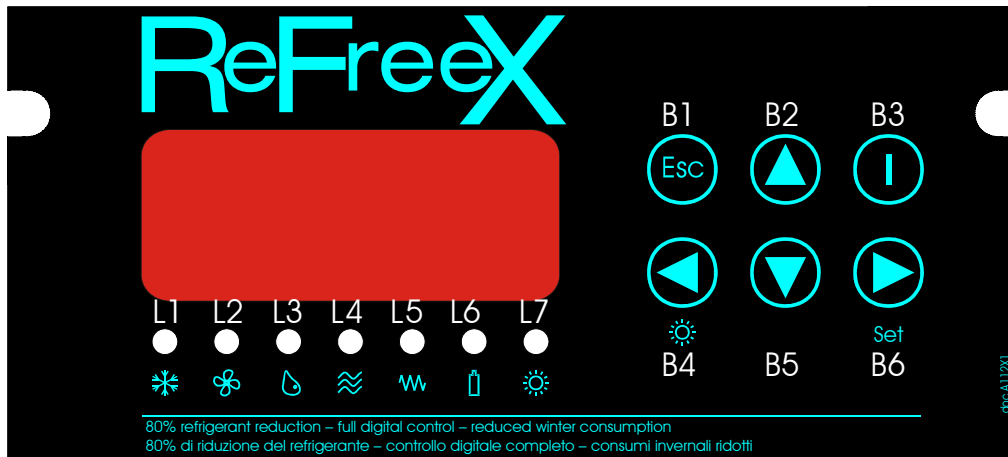 ReFreeX
B1 B2 B3
Esc
L1 L2 L3 L4 L5 L6 L7
Set
B4 B5 B6
80% refrigerant reduction – full digital control – reduced winter consumption
80% di riduzione del refrigerante – controllo digitale completo – consumi invernali ridotti